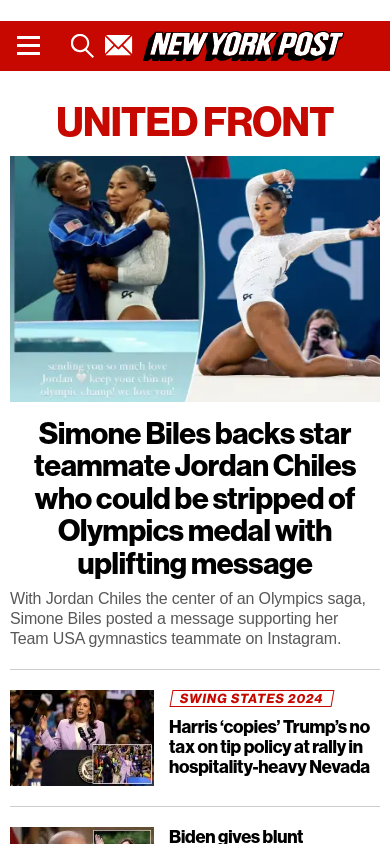 NEW YORK POST
UNITED FRONT
24
sending you so much love
Jordan 🤍 keep your chin up
olympic champ! we love you!
Simone Biles backs star
teammate Jordan Chiles
who could be stripped of
Olympics medal with
uplifting message
With Jordan Chiles the center of an Olympics saga,
Simone Biles posted a message supporting her
Team USA gymnastics teammate on Instagram.
SWING STATES 2024
Harris ‘copies’ Trump’s no
tax on tip policy at rally in
hospitality-heavy Nevada
Biden gives blunt